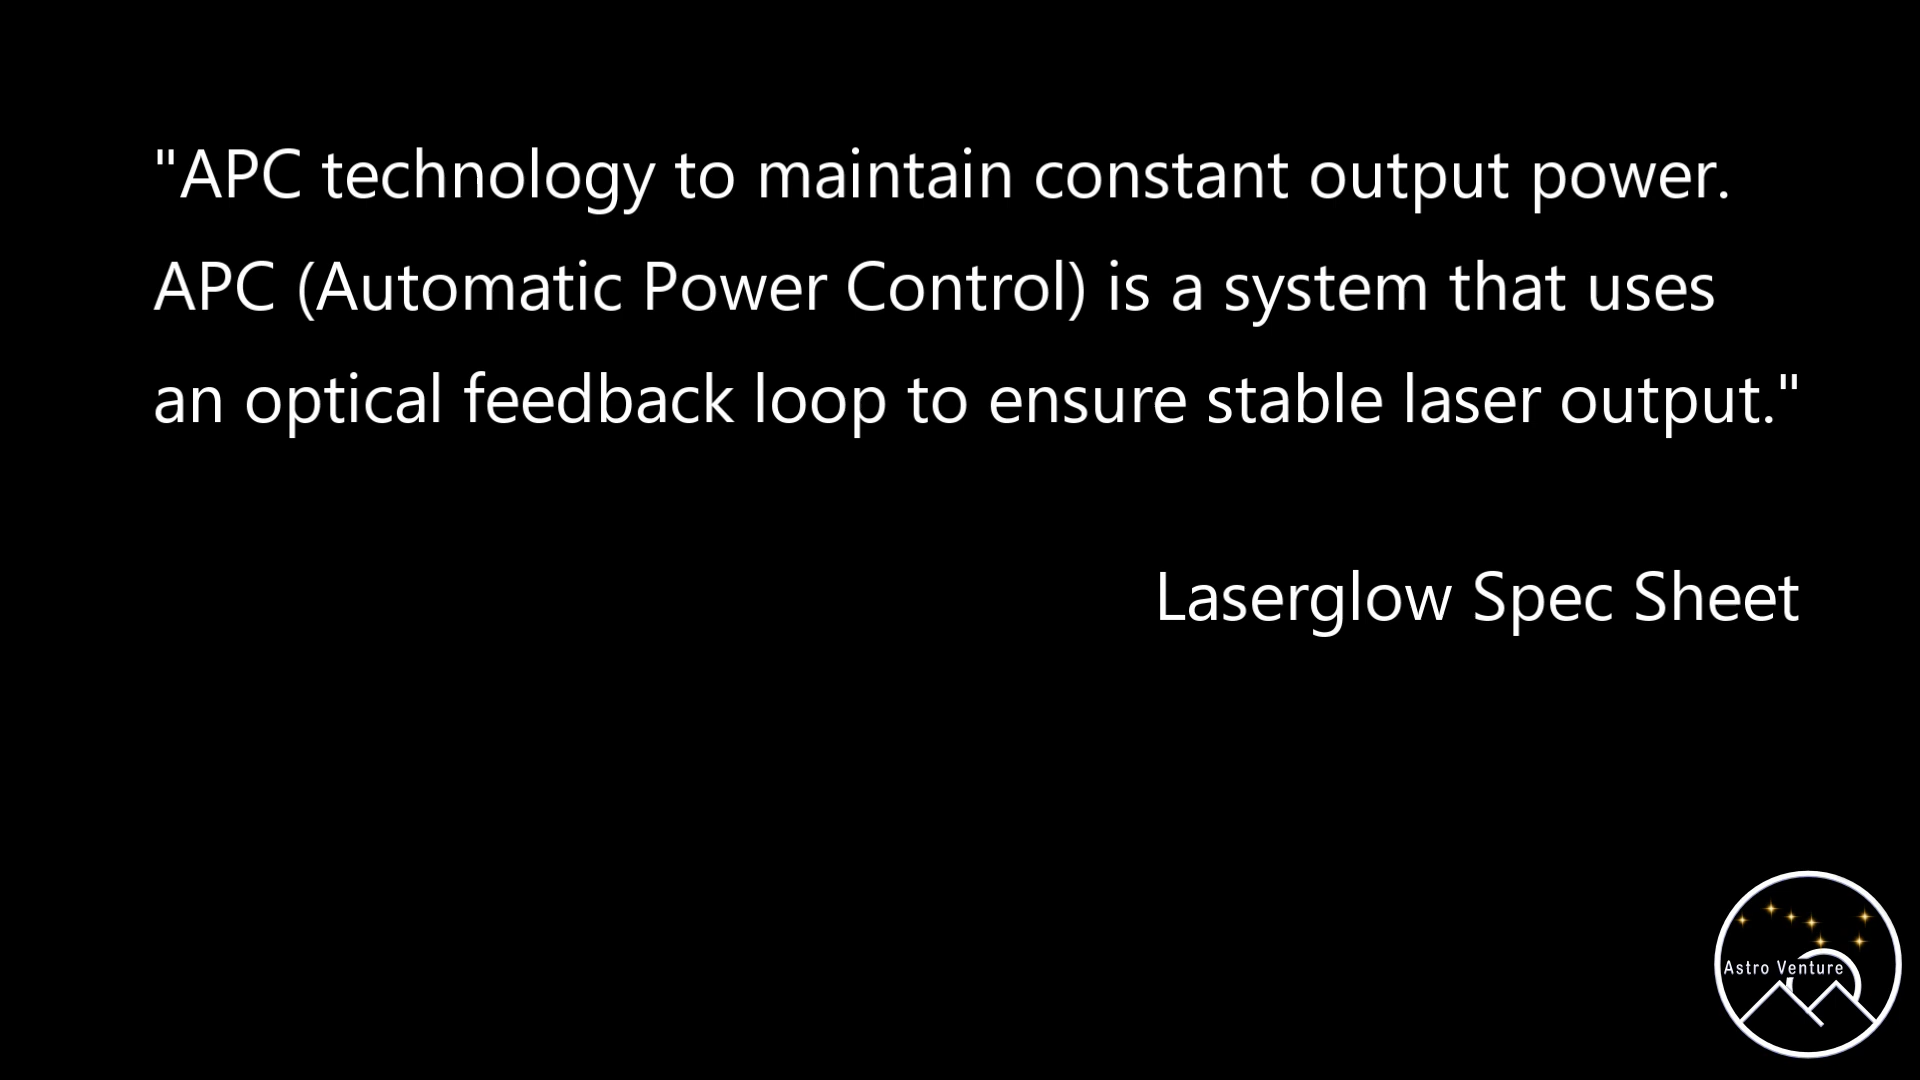 "APC technology to maintain constant output power.
APC (Automatic Power Control) is a system that uses
an optical feedback loop to ensure stable laser output."
Laserglow Spec Sheet
Astro Venture